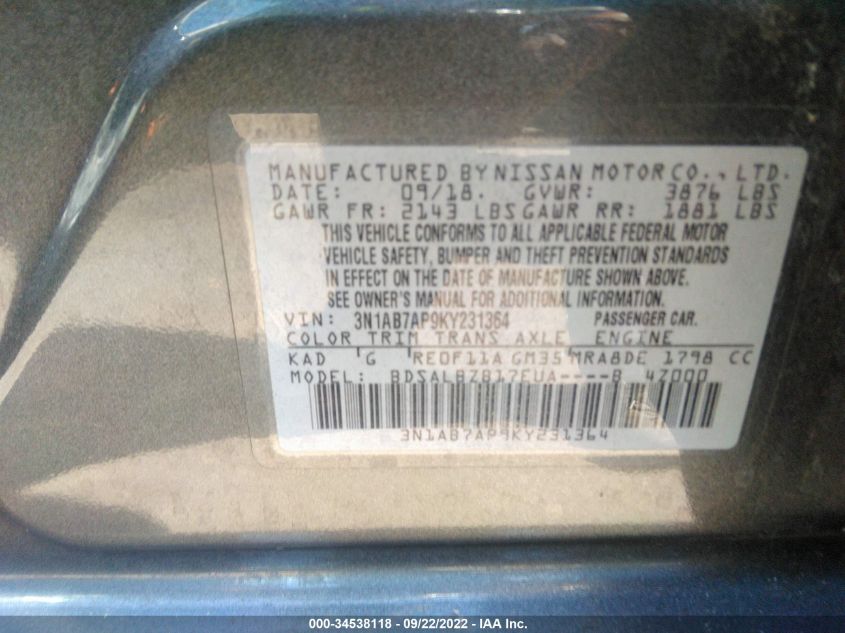 MANUFACTURED BY NISSAN MOTOR CO., LTD.
DATE: 09/18. GVWR: 3876 LBS
GAWR FR: 2143 LBS GAWR RR: 1881 LBS
THIS VEHICLE CONFORMS TO ALL APPLICABLE FEDERAL MOTOR
VEHICLE SAFETY, BUMPER AND THEFT PREVENTION STANDARDS
IN EFFECT ON THE DATE OF MANUFACTURE SHOWN ABOVE.
SEE OWNER'S MANUAL FOR ADDITIONAL INFORMATION.
VIN: 3N1AB7AP9KY231364 PASSENGER CAR.
COLOR TRIM TRANS AXLE ENGINE
KAD G RE0F11A GM35 MRA8DE 1798 CC
MODEL: BDSALBZB17EUA----B 4Z000
3N1AB7AP9KY231364
000-34538118 - 09/22/2022 - IAA Inc.